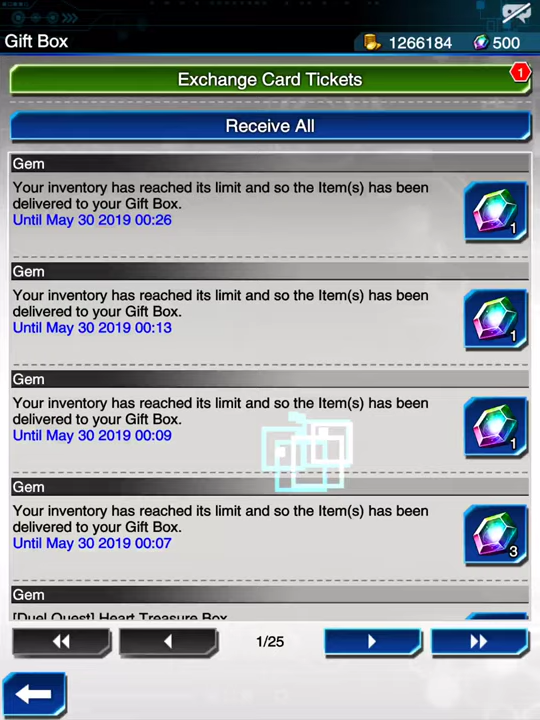 Gift Box
1266184
500
Exchange Card Tickets
1
Receive All
Gem
Your inventory has reached its limit and so the Item(s) has been
delivered to your Gift Box.
Until May 30 2019 00:26
1
Gem
Your inventory has reached its limit and so the Item(s) has been
delivered to your Gift Box.
Until May 30 2019 00:13
1
Gem
Your inventory has reached its limit and so the Item(s) has been
delivered to your Gift Box.
Until May 30 2019 00:09
1
Gem
Your inventory has reached its limit and so the Item(s) has been
delivered to your Gift Box.
Until May 30 2019 00:07
3
Gem
[Duel Quest] Heart Treasure Box
1/25